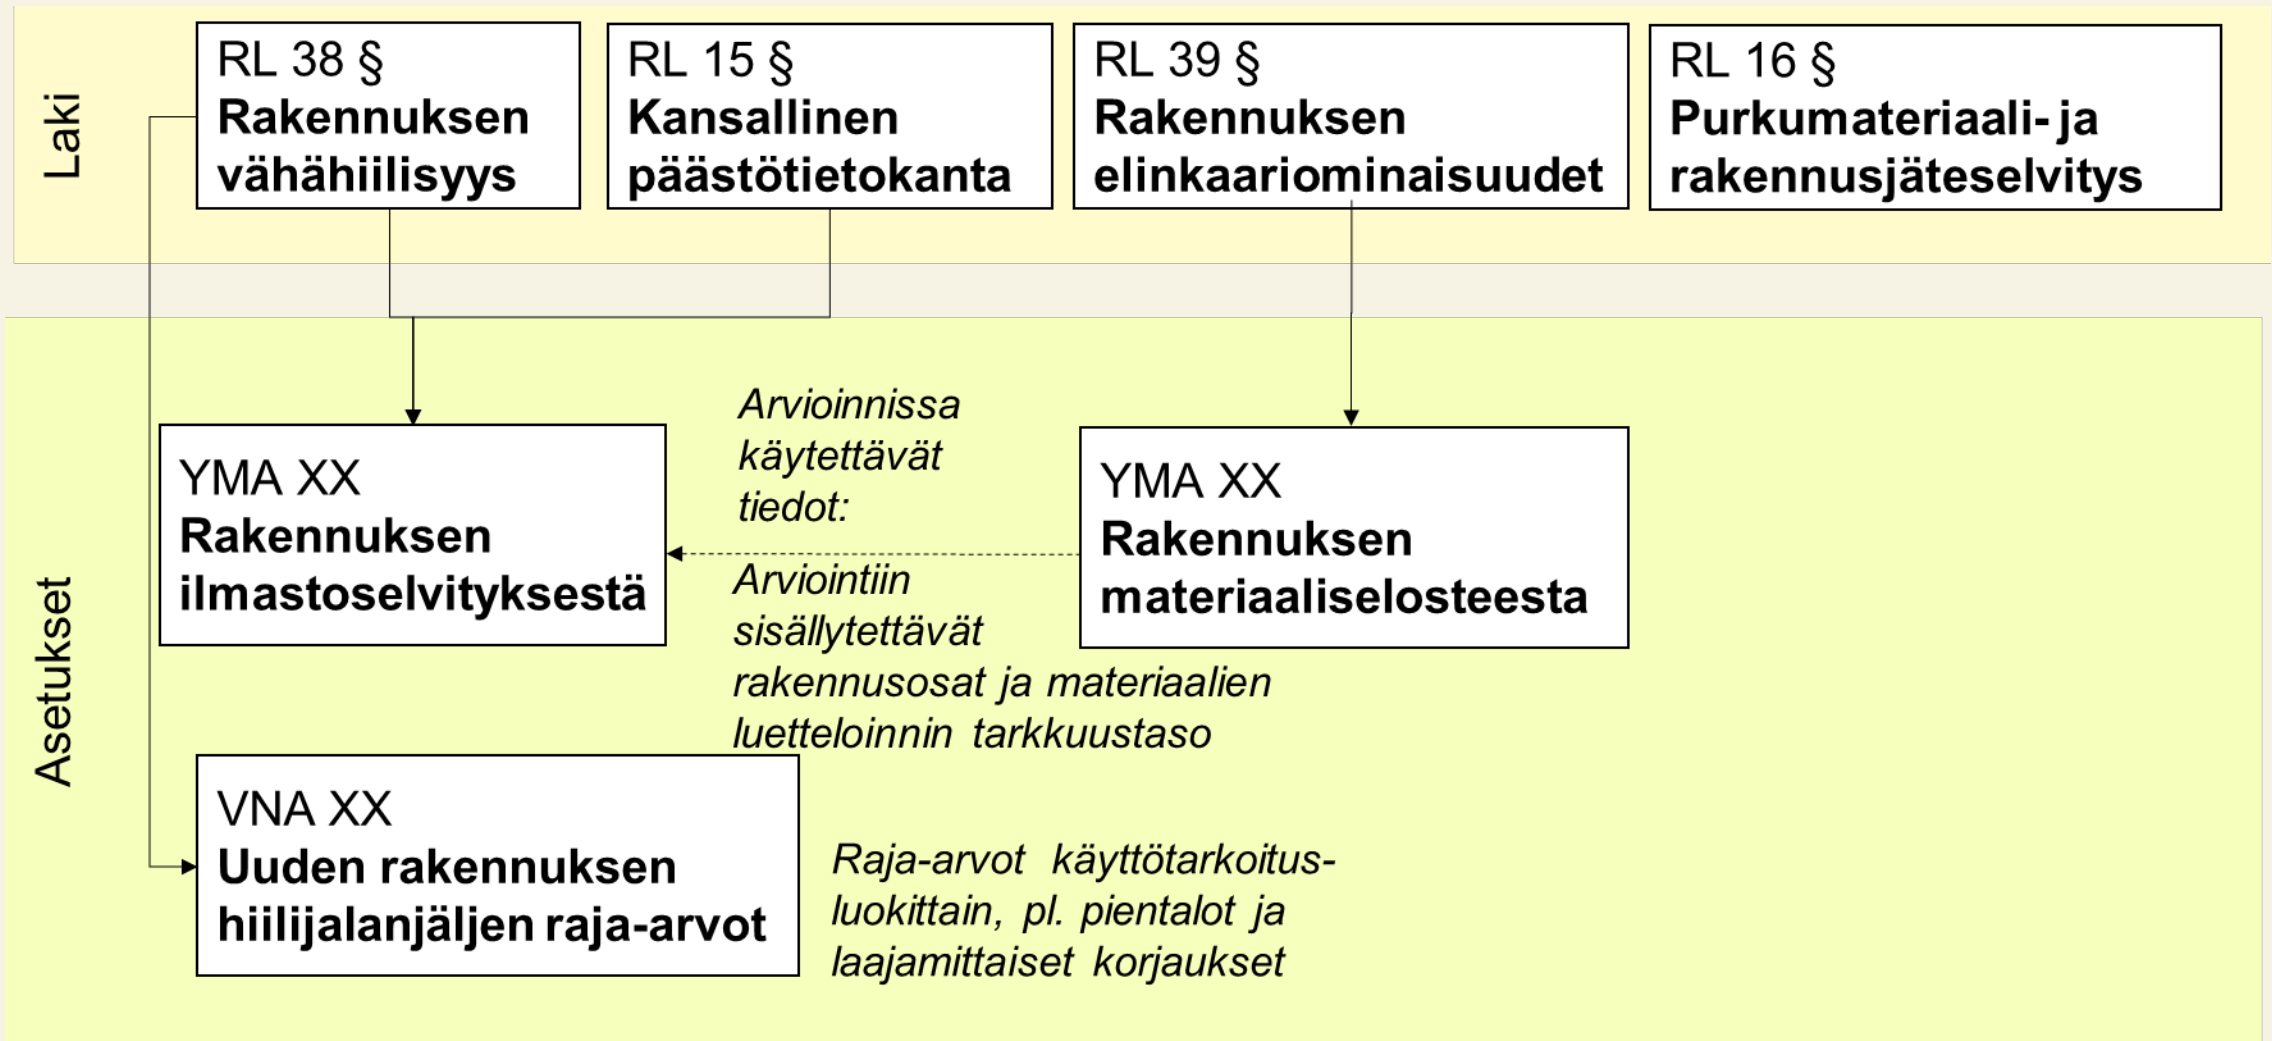 Laki
RL 38 §
Rakennuksen
vähähiilisyys
RL 15 §
Kansallinen
päästötietokanta
RL 39 §
Rakennuksen
elinkaariominaisuudet
RL 16 §
Purkumateriaali- ja
rakennusjäteselvitys
Asetukset
YMA XX
Rakennuksen
ilmastoselvityksestä
Arvioinnissa
käytettävät
tiedot:
Arviointiin
sisällytettävät
rakennusosat ja materiaalien
luetteloinnin tarkkuustaso
YMA XX
Rakennuksen
materiaaliselosteesta
VNA XX
Uuden rakennuksen
hiilijalanjäljen raja-arvot
Raja-arvot käyttötarkoitus-
luokittain, pl. pientalot ja
laajamittaiset korjaukset